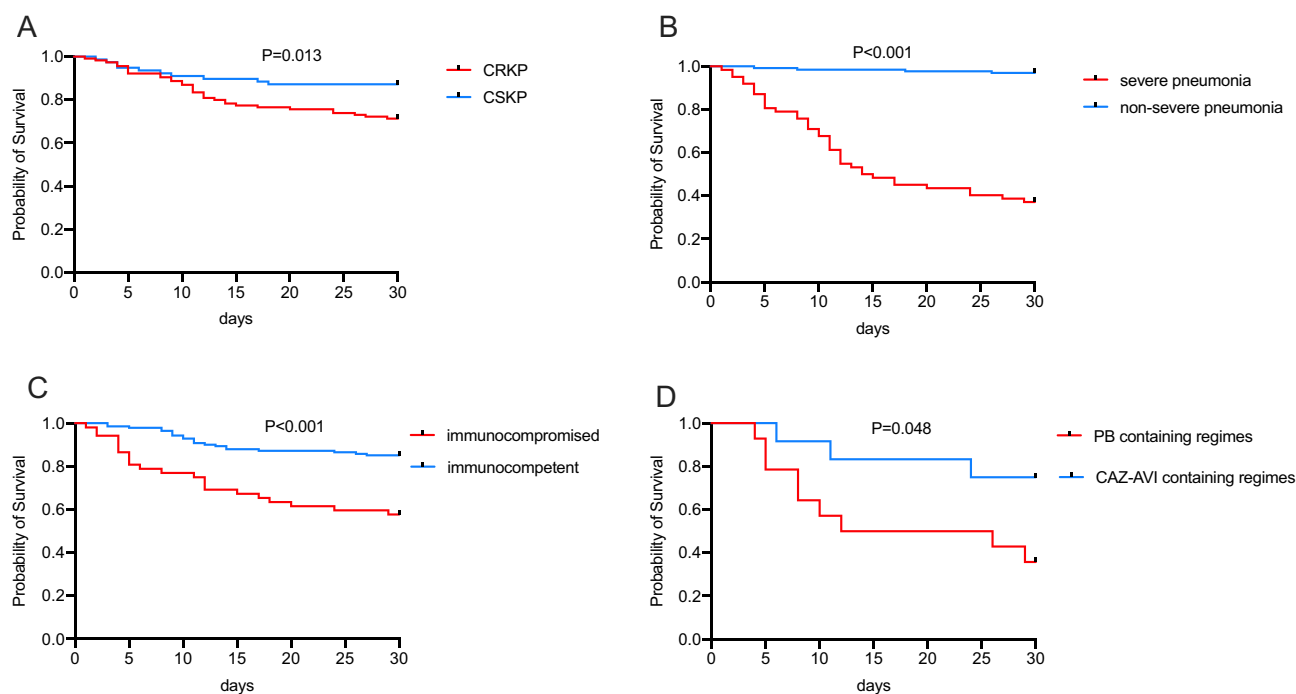 A
P=0.013
CRKP
CSKP
Probability of Survival
1.0
0.8
0.6
0.4
0.2
0.0
0 5 10 15 20 25 30
days
B
P<0.001
severe pneumonia
non-severe pneumonia
Probability of Survival
1.0
0.8
0.6
0.4
0.2
0.0
0 5 10 15 20 25 30
days
C
P<0.001
immunocompromised
immunocompetent
Probability of Survival
1.0
0.8
0.6
0.4
0.2
0.0
0 5 10 15 20 25 30
days
D
P=0.048
PB containing regimes
CAZ-AVI containing regimes
Probability of Survival
1.0
0.8
0.6
0.4
0.2
0.0
0 5 10 15 20 25 30
days